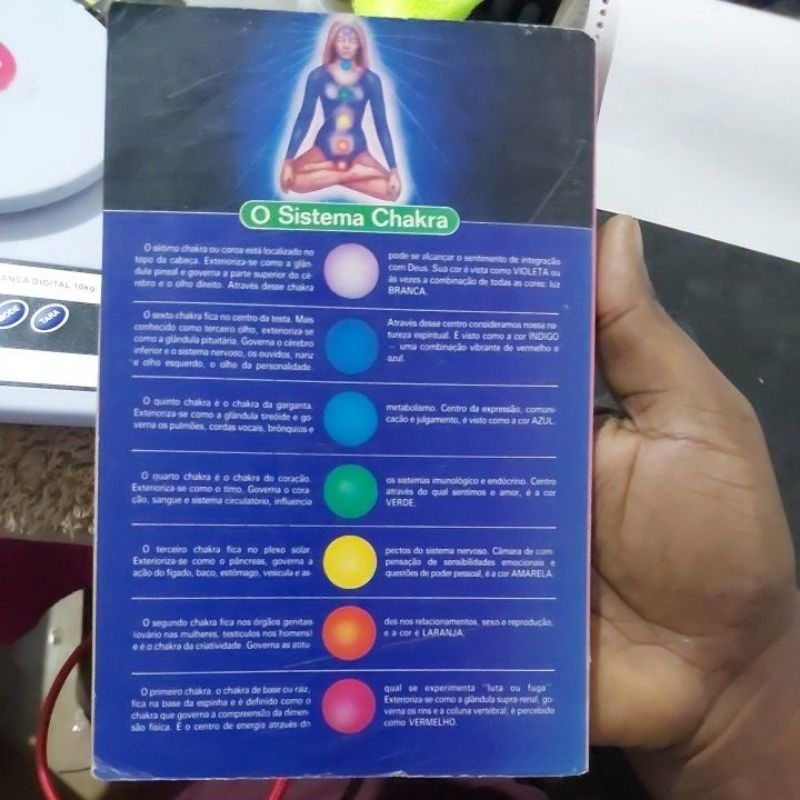 O Sistema Chakra
O sétimo chakra ou coroa está localizado no
topo da cabeça. Exterioriza-se como a glân-
dula pineal e governa a parte superior do cé-
rebro e o olho direito. Através desse chakra
pode-se alcançar o sentimento de integração
com Deus. Sua cor é vista como VIOLETA ou
às vezes a combinação de todas as cores: luz
BRANCA.
O sexto chakra fica no centro da testa. Mais
conhecido como terceiro olho, exterioriza-se
como a glândula pituitária. Governa o cérebro
inferior e o sistema nervoso, os ouvidos, nariz
e olho esquerdo, o olho da personalidade.
Através desse centro consideramos nossa na-
tureza espiritual. É visto como a cor ÍNDIGO
— uma combinação vibrante de vermelho e
azul.
O quinto chakra é o chakra da garganta.
Exterioriza-se como a glândula tireóide e go-
verna os pulmões, cordas vocais, brônquios e
metabolismo. Centro da expressão, comuni-
cação e julgamento, é visto como a cor AZUL.
O quarto chakra é o chakra do coração.
Exterioriza-se como o timo. Governa o cora-
ção, sangue e sistema circulatório, influencia
os sistemas imunológico e endócrino. Centro
através do qual sentimos o amor, é a cor
VERDE.
O terceiro chakra fica no plexo solar.
Exterioriza-se como o pâncreas, governa a
ação do fígado, baço, estômago, vesícula e as-
pectos do sistema nervoso. Câmara de com-
pensação de sensibilidades emocionais e
questões de poder pessoal, é a cor AMARELA.
O segundo chakra fica nos órgãos genitais
(ovário nas mulheres, testículos nos homens)
e é o chakra da criatividade. Governa as atitu-
des nos relacionamentos, sexo e reprodução,
e a cor é LARANJA.
O primeiro chakra, o chakra de base ou raiz,
fica na base da espinha e é definido como o
chakra que governa a compreensão da dimen-
são física. É o centro de energia através do
qual se experimenta "luta ou fuga".
Exterioriza-se como a glândula supra-renal, go-
verna os rins e a coluna vertebral; é percebido
como VERMELHO.
ANÇA DIGITAL 10kg
MODE
TARA